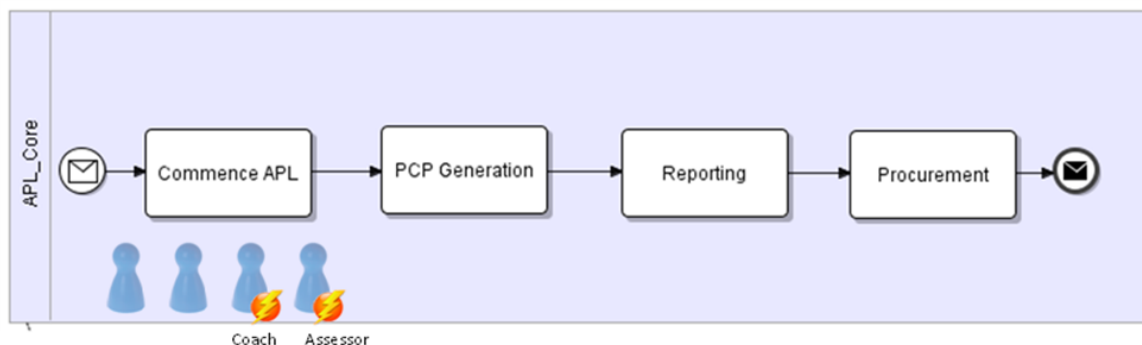 APL_Core
Commence APL
PCP Generation
Reporting
Procurement
Coach
Assessor